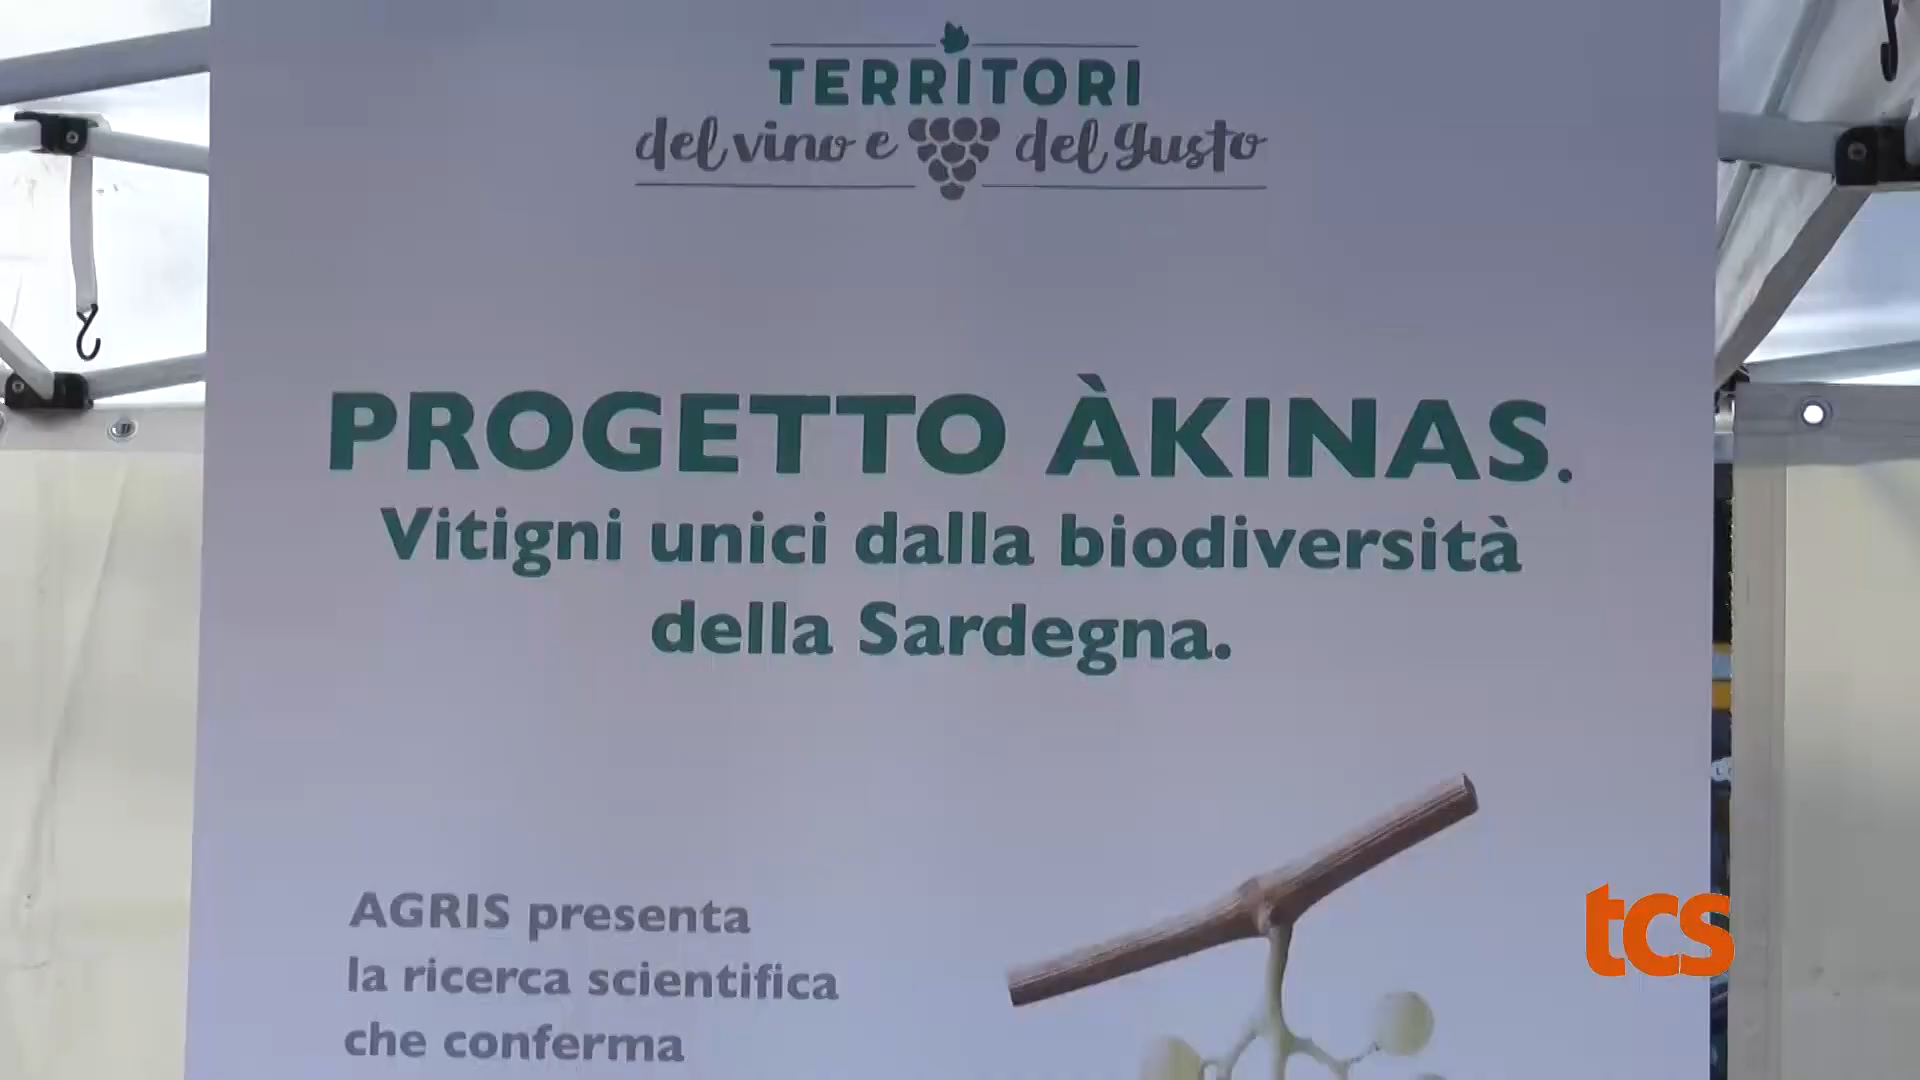 TERRITORI
del vino e del gusto
PROGETTO ÀKINAS.
Vitigni unici dalla biodiversità
della Sardegna.
AGRIS presenta
la ricerca scientifica
che conferma
tcs